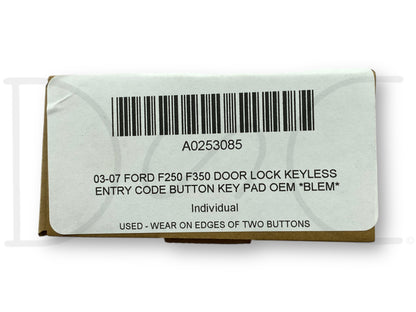 A0253085
03-07 FORD F250 F350 DOOR LOCK KEYLESS
ENTRY CODE BUTTON KEY PAD OEM *BLEM*
Individual
USED - WEAR ON EDGES OF TWO BUTTONS